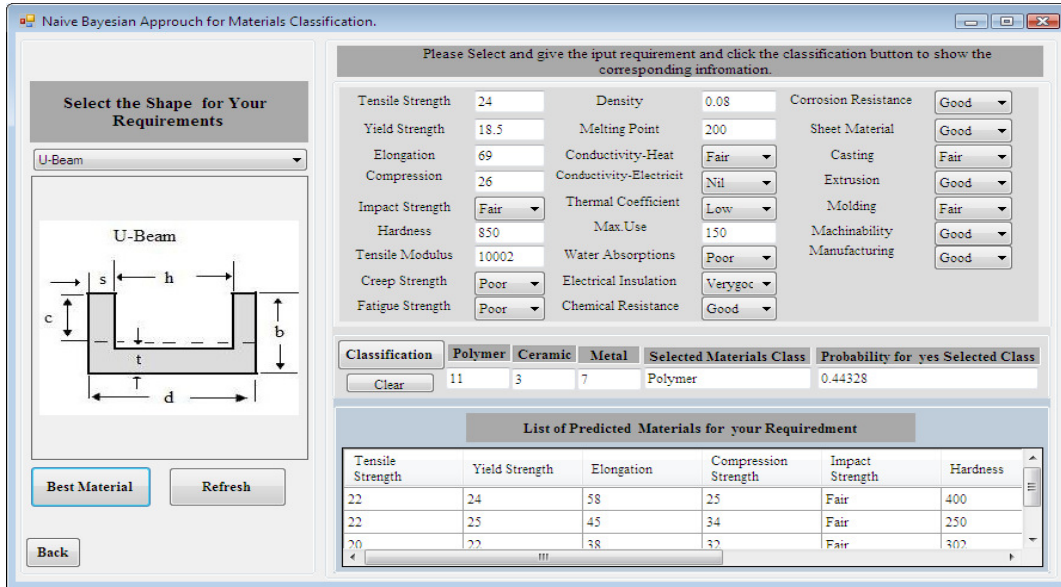 Naive Bayesian Approuch for Materials Classification.
Select the Shape for Your
Requirements
U-Beam
U-Beam
s
h
c
b
t
d
Best Material
Refresh
Back
Please Select and give the iput requirement and click the classification button to show the
corresponding infromation.
Tensile Strength 24 Density 0.08 Corrosion Resistance Good
Yield Strength 18.5 Melting Point 200 Sheet Material Good
Elongation 69 Conductivity-Heat Fair Casting Fair
Compression 26 Conductivity-Electricit Nil Extrusion Good
Impact Strength Fair Thermal Coefficient Low Molding Fair
Hardness 850 Max.Use 150 Machinability Good
Tensile Modulus 10002 Water Absorptions Poor Manufacturing Good
Creep Strength Poor Electrical Insulation Verygoc
Fatigue Strength Poor Chemical Resistance Good
Classification Polymer Ceramic Metal Selected Materials Class Probability for yes Selected Class
Clear 11 3 7 Polymer 0.44328
List of Predicted Materials for your Requiredment
Tensile Strength Yield Strength Elongation Compression Strength Impact Strength Hardness
22 24 58 25 Fair 400
22 25 45 34 Fair 250
20 22 38 32 Fair 302